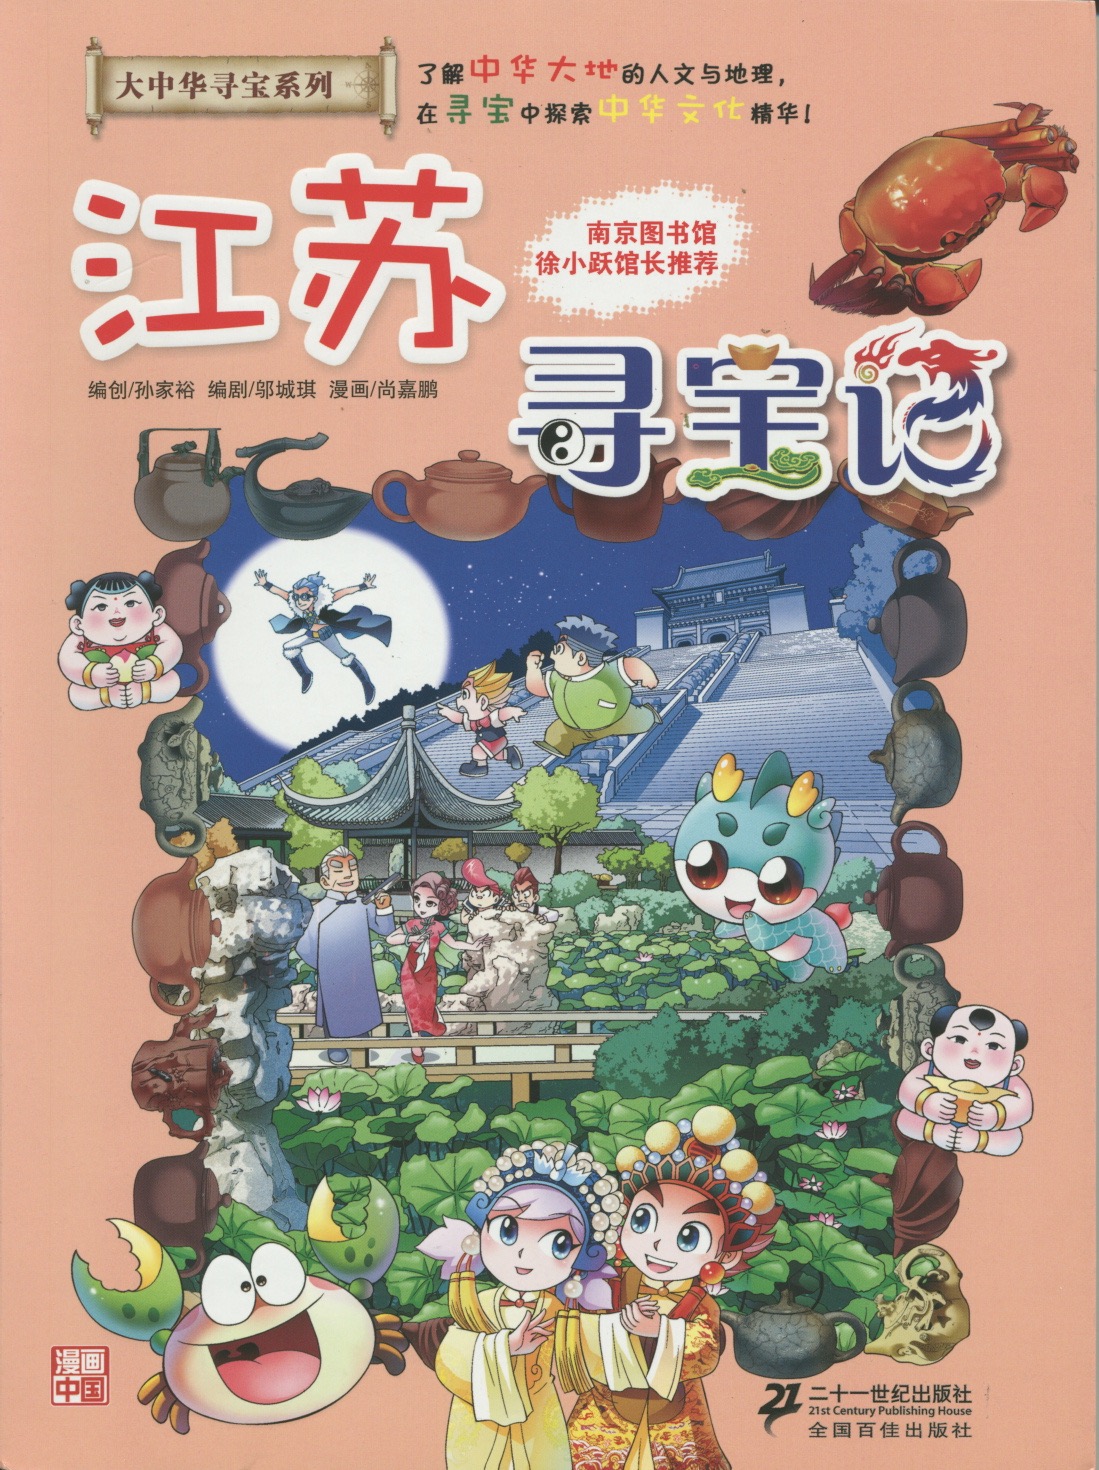 大中华寻宝系列
了解中华大地的人文与地理，
在寻宝中探索中华文化精华！
江苏
南京图书馆
徐小跃馆长推荐
寻宝记
编创/孙家裕 编剧/邬城琪 漫画/尚嘉鹏
漫画
中国
21
二十一世纪出版社
21st Century Publishing House
全国百佳出版社